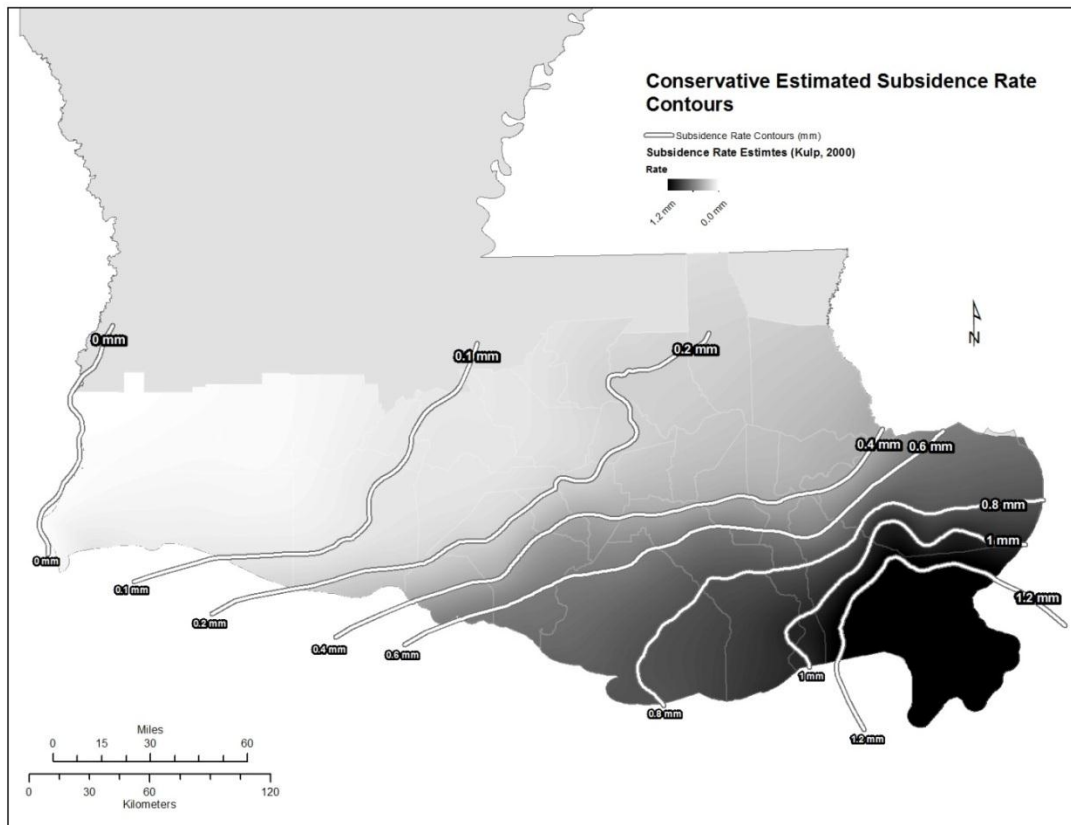 Conservative Estimated Subsidence Rate
Contours
Subsidence Rate Contours (mm)
Subsidence Rate Estimtes (Kulp, 2000)
Rate
1.2 mm
0.0 mm
N
0 mm
0.1 mm
0.2 mm
0.4 mm
0.6 mm
0.8 mm
1 mm
1.2 mm
0 mm
0.1 mm
0.2 mm
0.4 mm
0.6 mm
0.8 mm
1 mm
1.2 mm
Miles
0 15 30 60
0 30 60 120
Kilometers